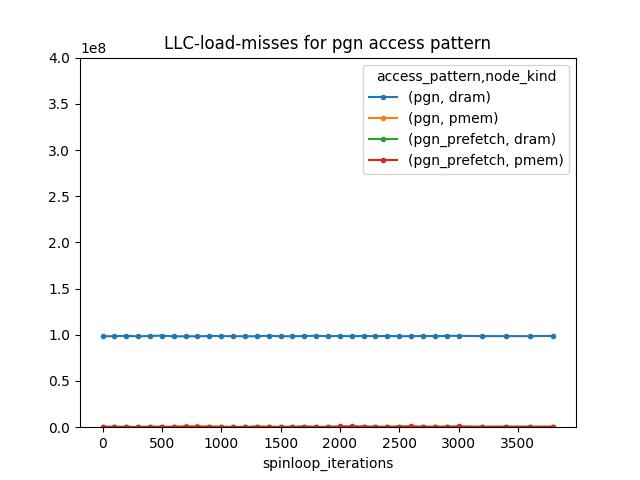 LLC-load-misses for pgn access pattern
1e8
4.0
3.5
3.0
2.5
2.0
1.5
1.0
0.5
0.0
access_pattern,node_kind
(pgn, dram)
(pgn, pmem)
(pgn_prefetch, dram)
(pgn_prefetch, pmem)
0 500 1000 1500 2000 2500 3000 3500
spinloop_iterations